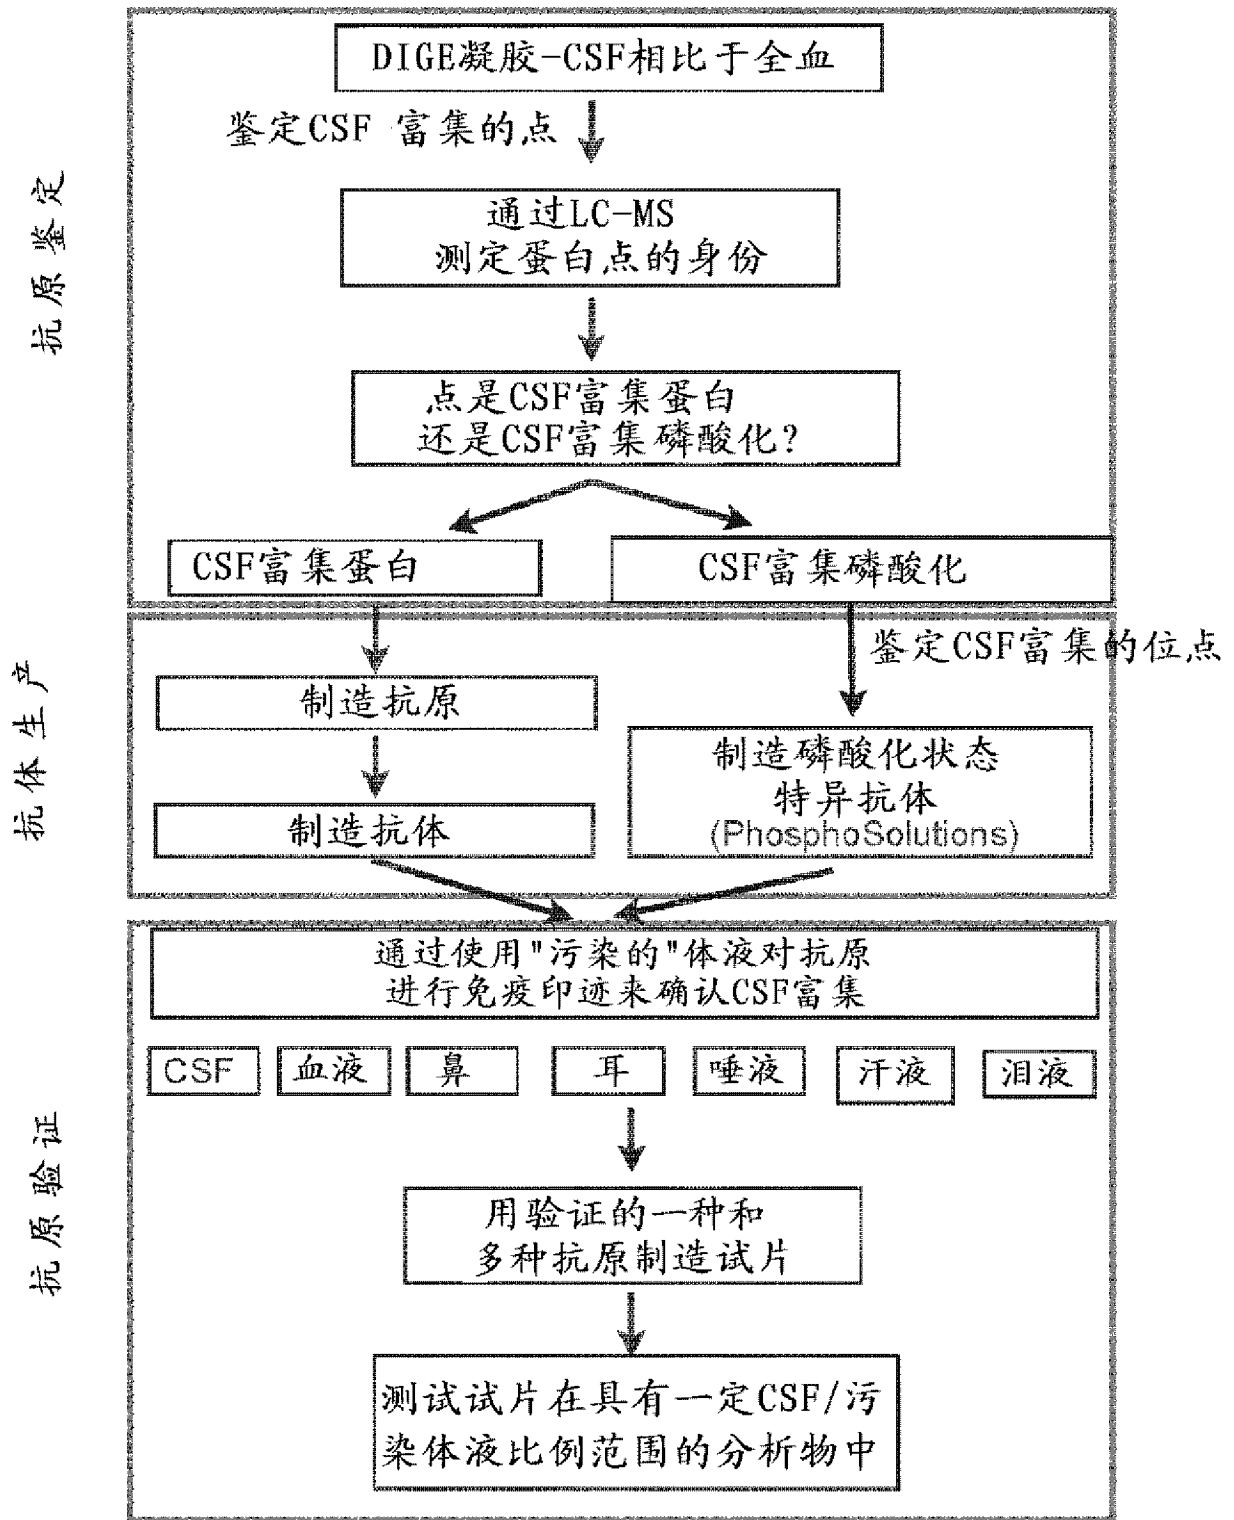 DIGE凝胶-CSF相比于全血
鉴定CSF 富集的点
抗原鉴定
通过LC-MS
测定蛋白点的身份
点是CSF富集蛋白
还是CSF富集磷酸化?
CSF富集蛋白
CSF富集磷酸化
鉴定CSF富集的位点
抗体生产
制造抗原
制造磷酸化状态
特异抗体
(PhosphoSolutions)
制造抗体
通过使用"污染的"体液对抗原
进行免疫印迹来确认CSF富集
CSF
血液
鼻
耳
唾液
汗液
泪液
抗原验证
用验证的一种和
多种抗原制造试片
测试试片在具有一定CSF/污
染体液比例范围的分析物中